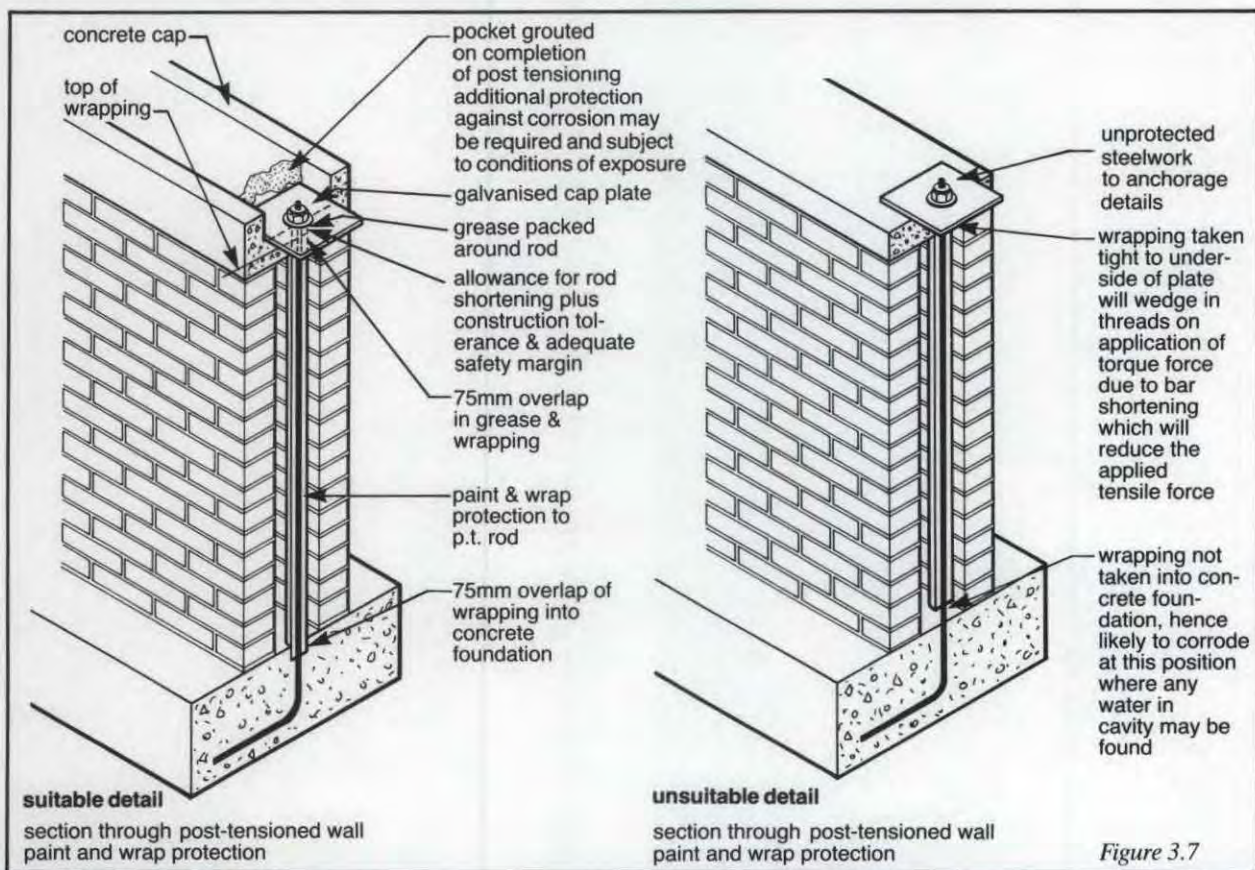 concrete cap
top of
wrapping
pocket grouted
on completion
of post tensioning
additional protection
against corrosion may
be required and subject
to conditions of exposure
galvanised cap plate
grease packed
around rod
allowance for rod
shortening plus
construction tol-
erance & adequate
safety margin
75mm overlap
in grease &
wrapping
paint & wrap
protection to
p.t. rod
75mm overlap of
wrapping into
concrete
foundation
suitable detail
section through post-tensioned wall
paint and wrap protection
unprotected
steelwork
to anchorage
details
wrapping taken
tight to under-
side of plate
will wedge in
threads on
application of
torque force
due to bar
shortening
which will
reduce the
applied
tensile force
wrapping not
taken into con-
crete foun-
dation, hence
likely to corrode
at this position
where any
water in
cavity may be
found
unsuitable detail
section through post-tensioned wall
paint and wrap protection
Figure 3.7